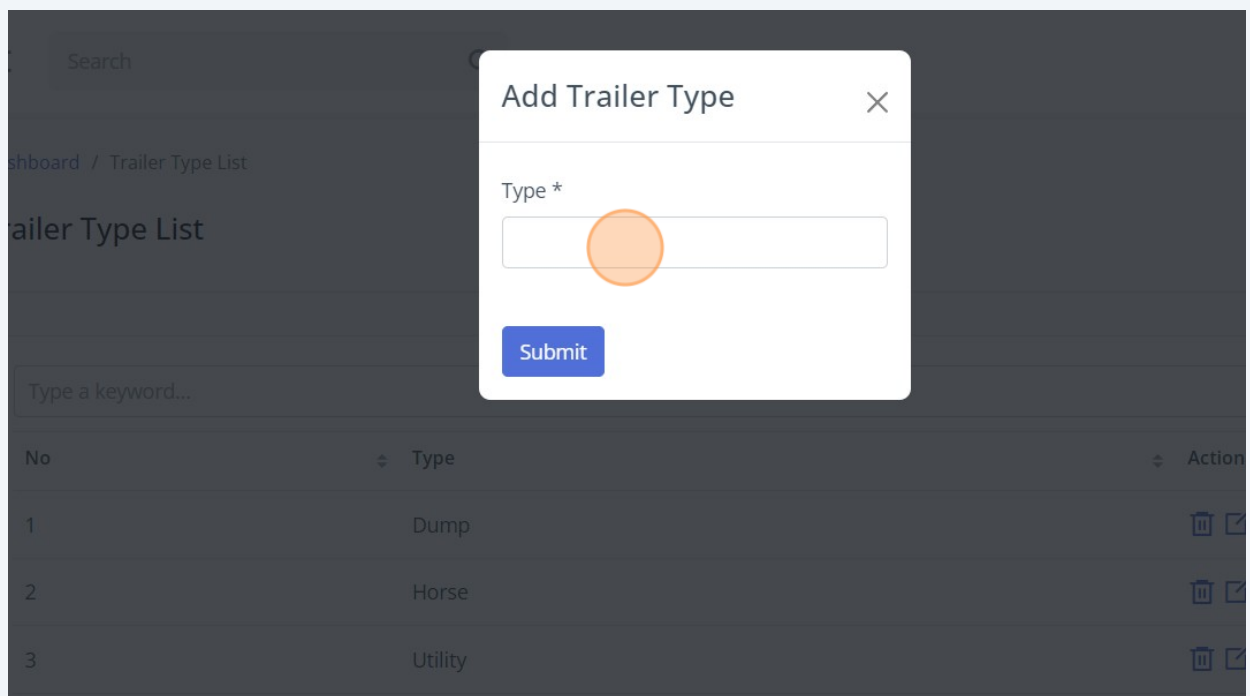 Search
Add Trailer Type
shboard / Trailer Type List
Type *
ailer Type List
Submit
Type a keyword...
No Type Action
1 Dump
2 Horse
3 Utility